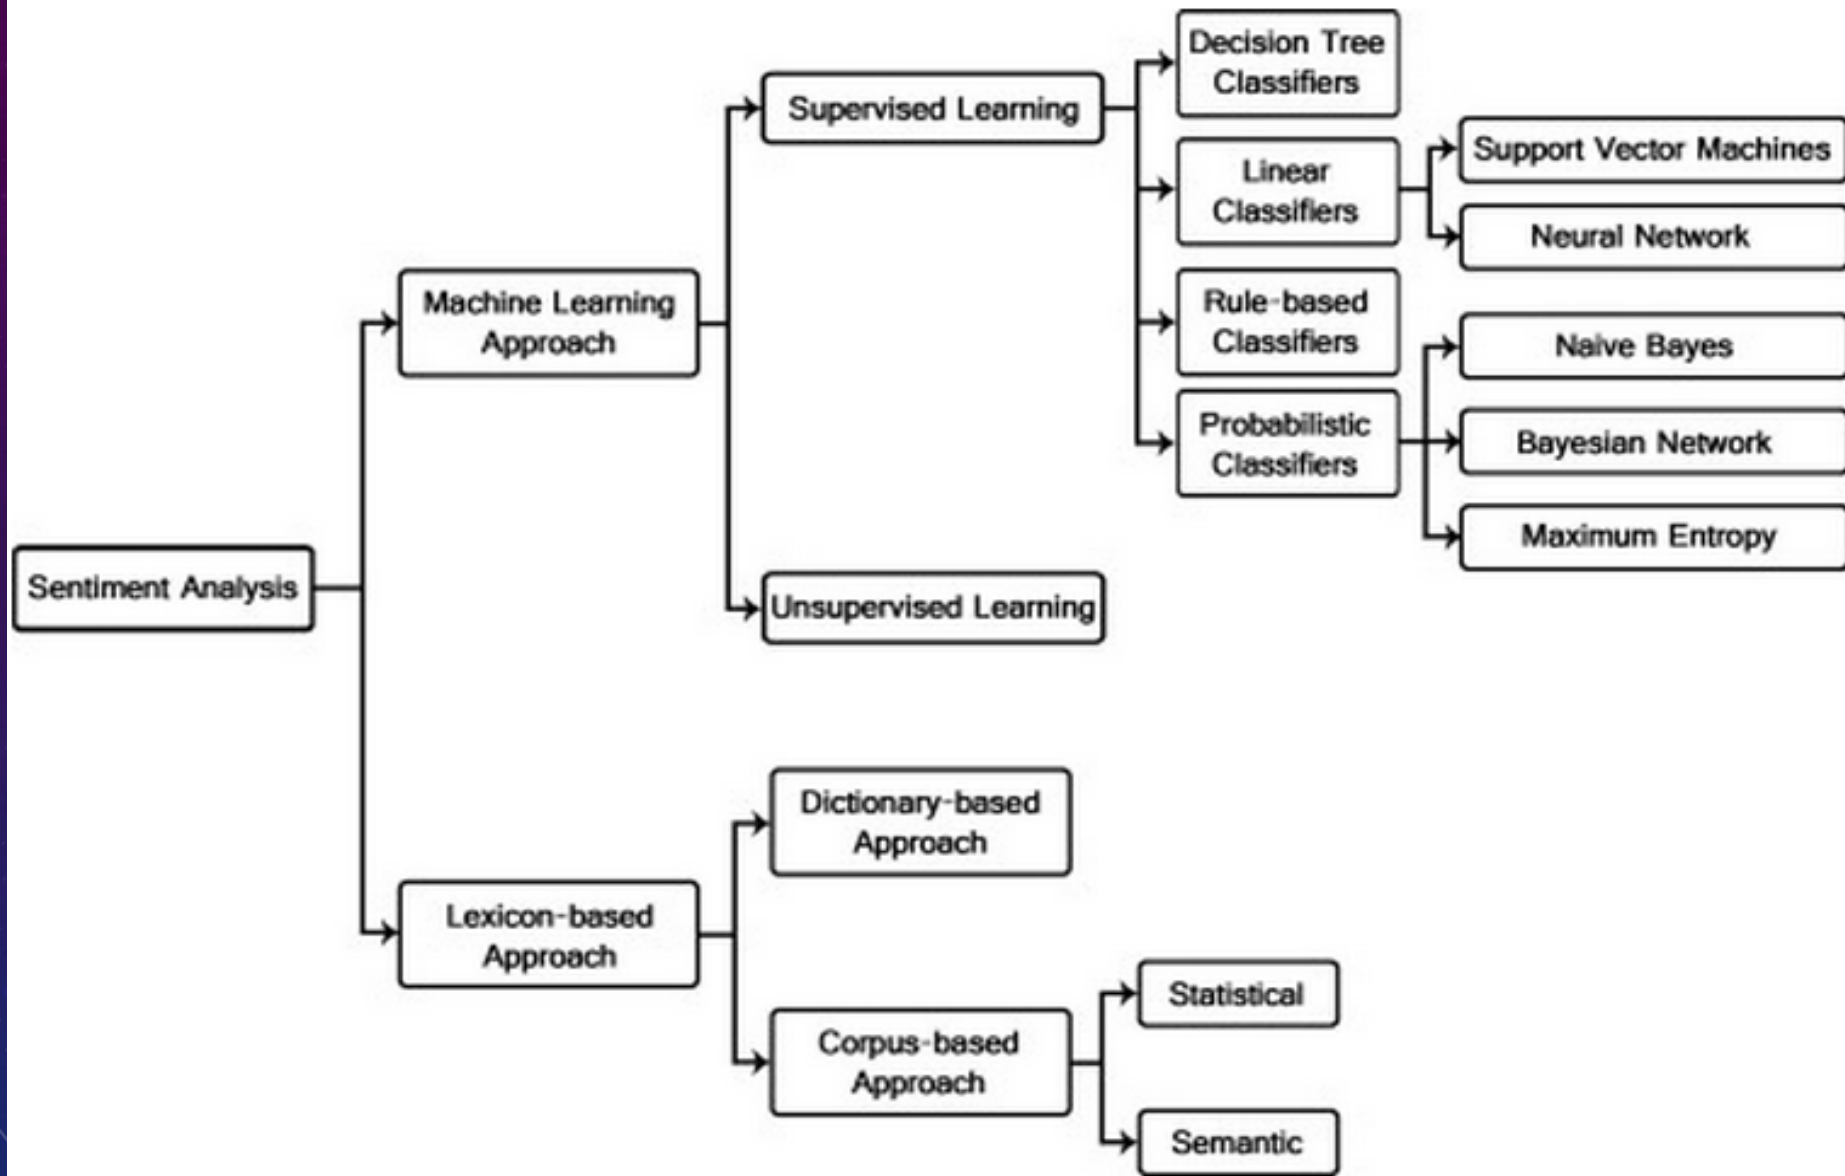 Decision Tree
Classifiers
Supervised Learning
Support Vector Machines
Linear
Classifiers
Neural Network
Machine Learning
Approach
Rule-based
Classifiers
Naive Bayes
Probabilistic
Classifiers
Bayesian Network
Maximum Entropy
Sentiment Analysis
Unsupervised Learning
Dictionary-based
Approach
Lexicon-based
Approach
Statistical
Corpus-based
Approach
Semantic